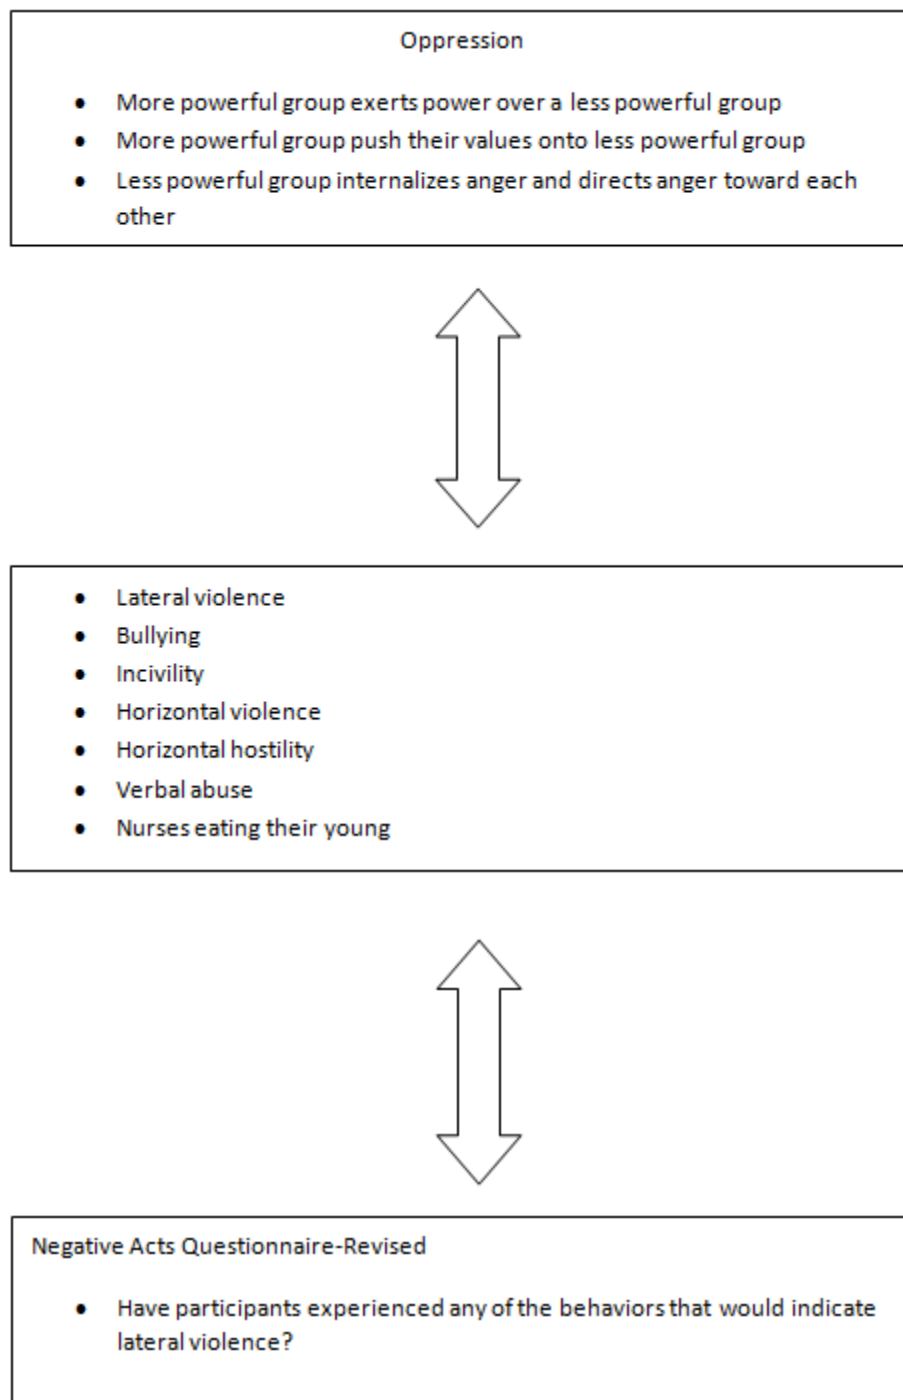 Oppression
• More powerful group exerts power over a less powerful group
• More powerful group push their values onto less powerful group
• Less powerful group internalizes anger and directs anger toward each
other
• Lateral violence
• Bullying
• Incivility
• Horizontal violence
• Horizontal hostility
• Verbal abuse
• Nurses eating their young
Negative Acts Questionnaire-Revised
• Have participants experienced any of the behaviors that would indicate
lateral violence?